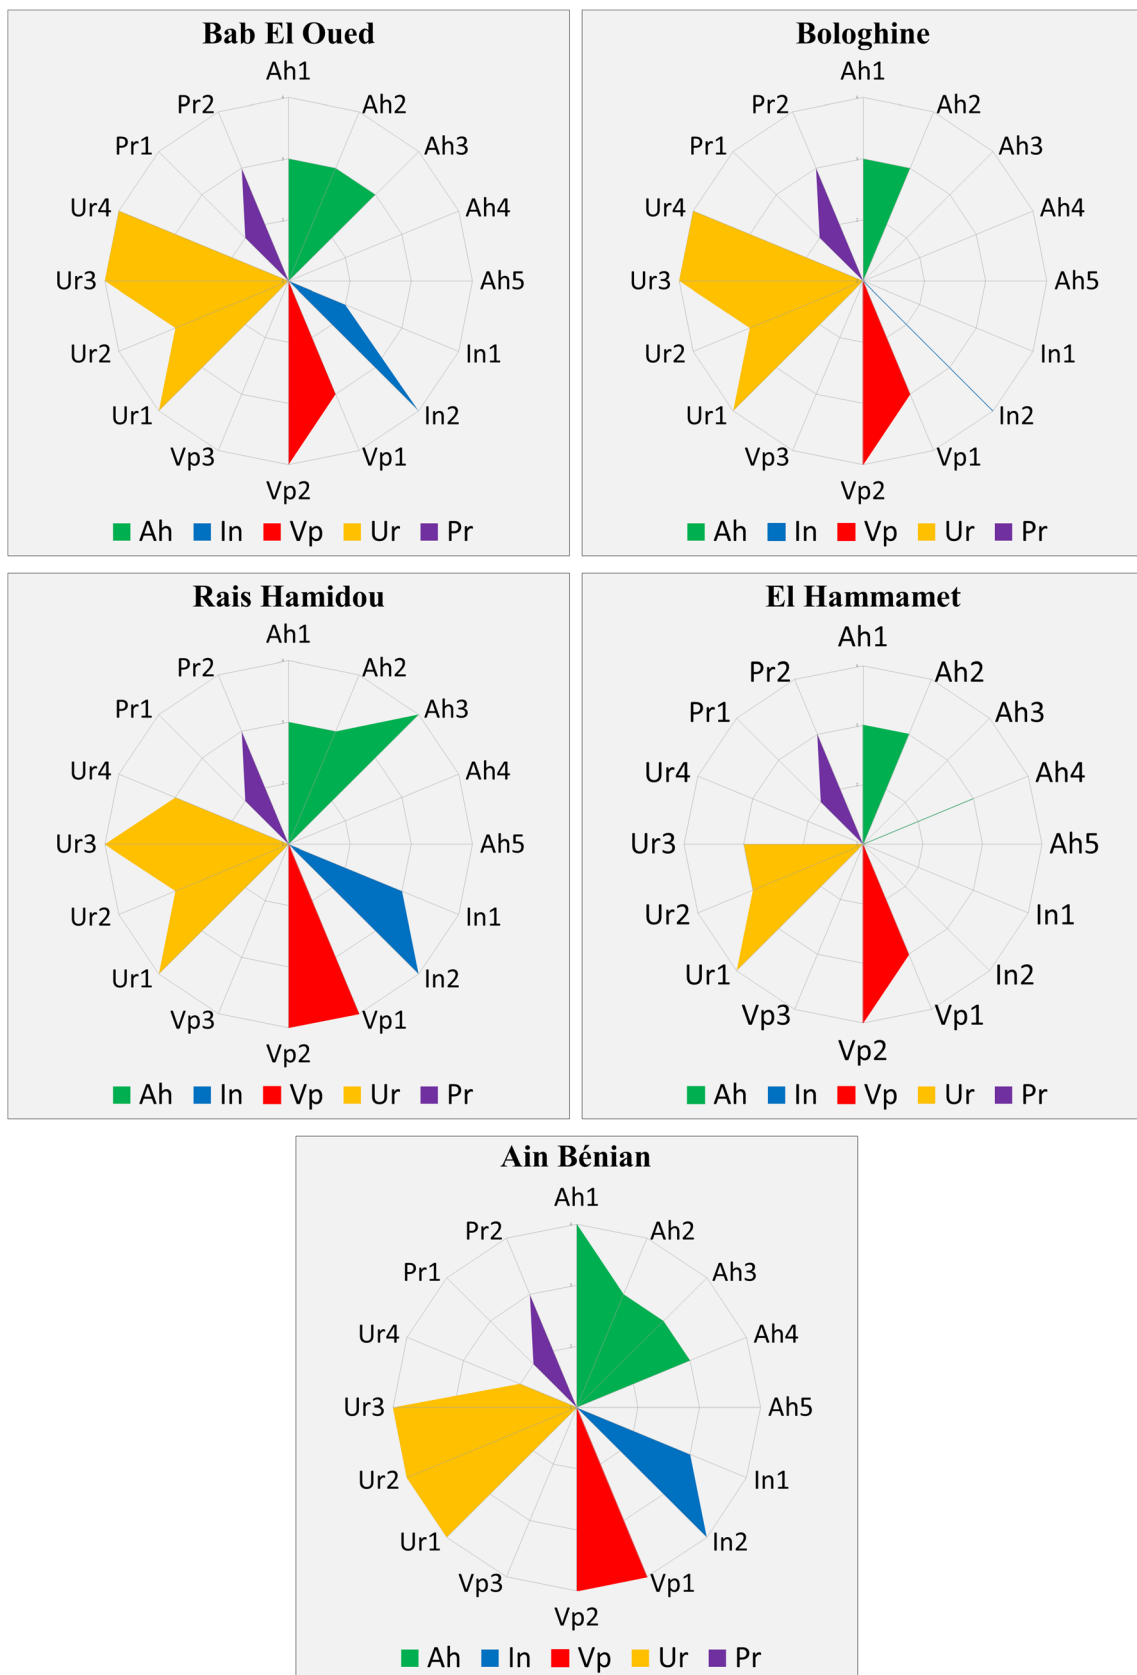 Bab El Oued
Ah1
Pr2 Ah2
Pr1 Ah3
Ur4 Ah4
Ur3 Ah5
Ur2 In1
Ur1 In2
Vp3 Vp1
Vp2
Ah In Vp Ur Pr
Bologhine
Ah1
Pr2 Ah2
Pr1 Ah3
Ur4 Ah4
Ur3 Ah5
Ur2 In1
Ur1 In2
Vp3 Vp1
Vp2
Ah In Vp Ur Pr
Rais Hamidou
Ah1
Pr2 Ah2
Pr1 Ah3
Ur4 Ah4
Ur3 Ah5
Ur2 In1
Ur1 In2
Vp3 Vp1
Vp2
Ah In Vp Ur Pr
El Hammamet
Ah1
Pr2 Ah2
Pr1 Ah3
Ur4 Ah4
Ur3 Ah5
Ur2 In1
Ur1 In2
Vp3 Vp1
Vp2
Ah In Vp Ur Pr
Ain Bénian
Ah1
Pr2 Ah2
Pr1 Ah3
Ur4 Ah4
Ur3 Ah5
Ur2 In1
Ur1 In2
Vp3 Vp1
Vp2
Ah In Vp Ur Pr